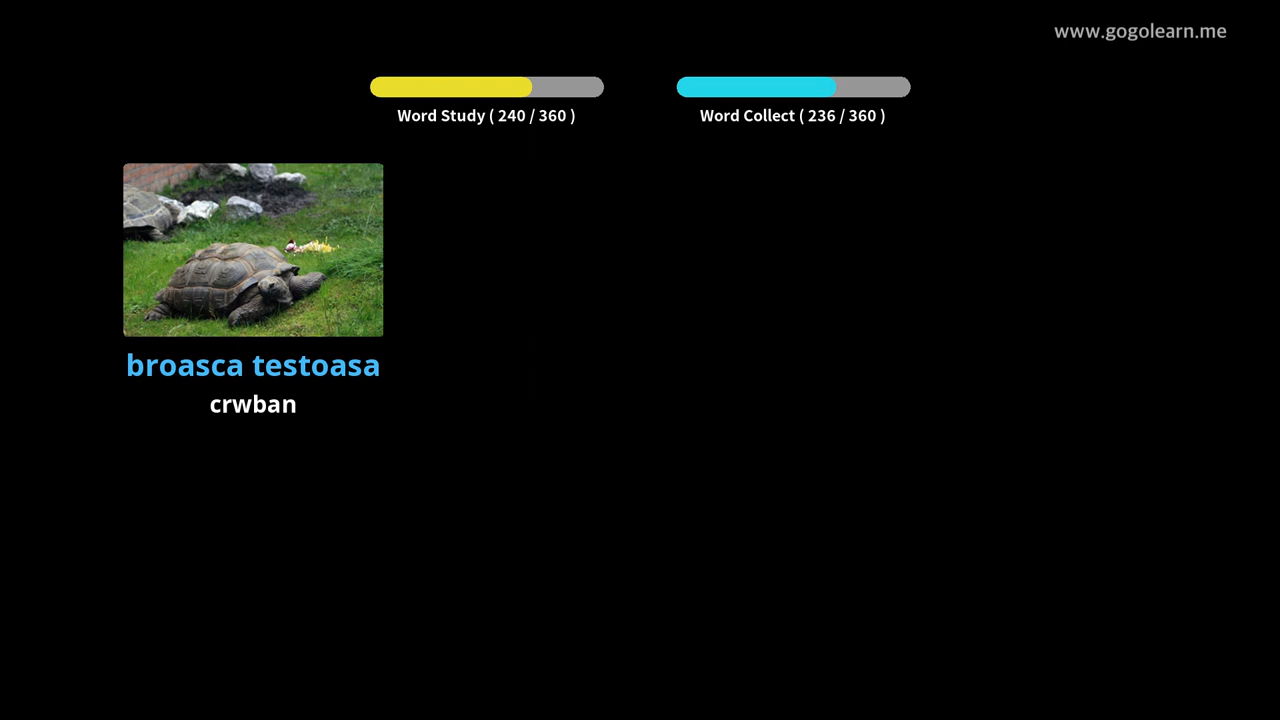 www.gogolearn.me
Word Study ( 240 / 360 )
Word Collect ( 236 / 360 )
broasca testoasa
crwban